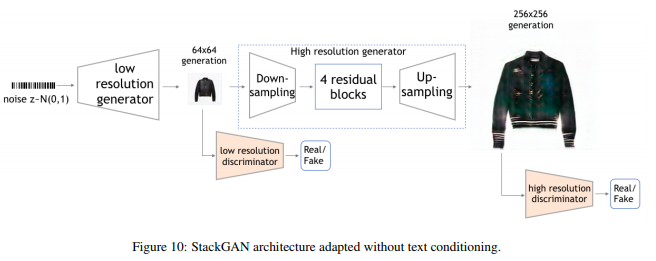 256x256
generation
64x64
generation
High resolution generator
low
resolution
generator
Down-
sampling
4 residual
blocks
Up-
sampling
noise z~N(0,1)
low resolution
discriminator
Real/
Fake
high resolution
discriminator
Real/
Fake
Figure 10: StackGAN architecture adapted without text conditioning.